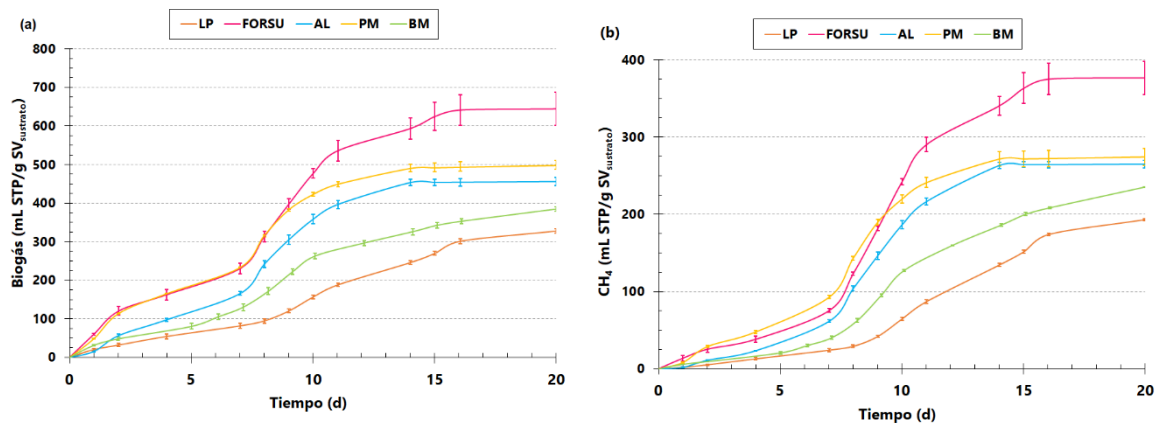 (a)
LP FORSU AL PM BM
Biogás (mL STP/g SVsustrato)
800
700
600
500
400
300
200
100
0
0 5 10 15 20
Tiempo (d)
(b)
LP FORSU AL PM BM
CH4 (mL STP/g SVsustrato)
400
300
200
100
0
0 5 10 15 20
Tiempo (d)